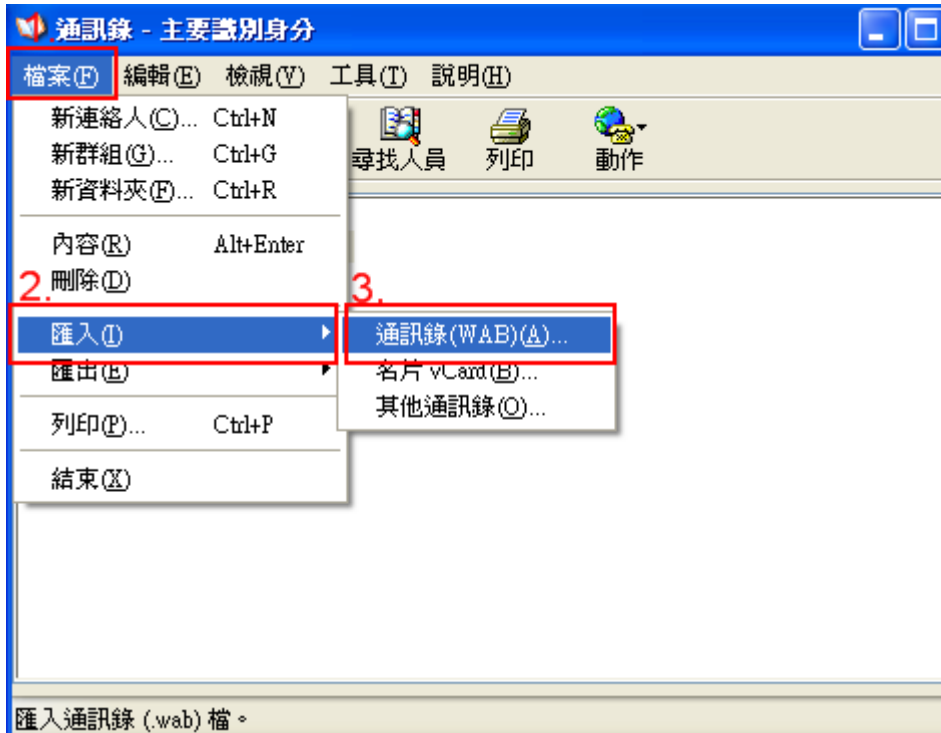 通訊錄 - 主要識別身分
檔案(F) 編輯(E) 檢視(V) 工具(T) 說明(H)
尋找人員 列印 動作
新連絡人(C)... Ctrl+N
新群組(G)... Ctrl+G
新資料夾(F)... Ctrl+R
內容(R) Alt+Enter
2. 刪除(D)
3.
匯入(I)
匯出(E)
列印(P)... Ctrl+P
結束(X)
通訊錄(WAB)(A)...
名片 vCard(B)...
其他通訊錄(O)...
匯入通訊錄 (.wab) 檔。